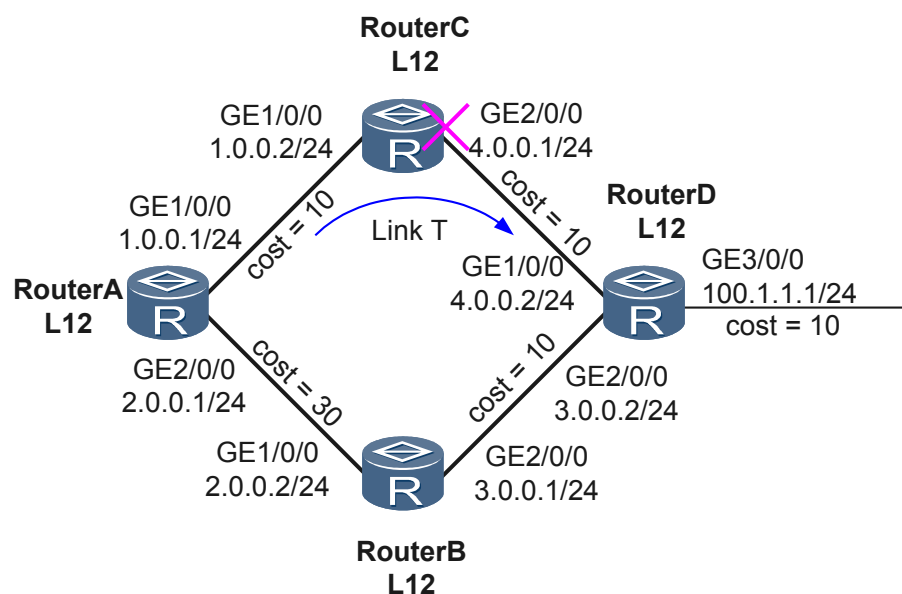 RouterC
L12
GE1/0/0
1.0.0.2/24
GE2/0/0
4.0.0.1/24
R
cost = 10
cost = 10
Link T
RouterD
L12
GE1/0/0
1.0.0.1/24
GE1/0/0
4.0.0.2/24
GE3/0/0
100.1.1.1/24
cost = 10
RouterA
L12
R
R
GE2/0/0
2.0.0.1/24
cost = 30
cost = 10
GE2/0/0
3.0.0.2/24
GE1/0/0
2.0.0.2/24
R
GE2/0/0
3.0.0.1/24
RouterB
L12